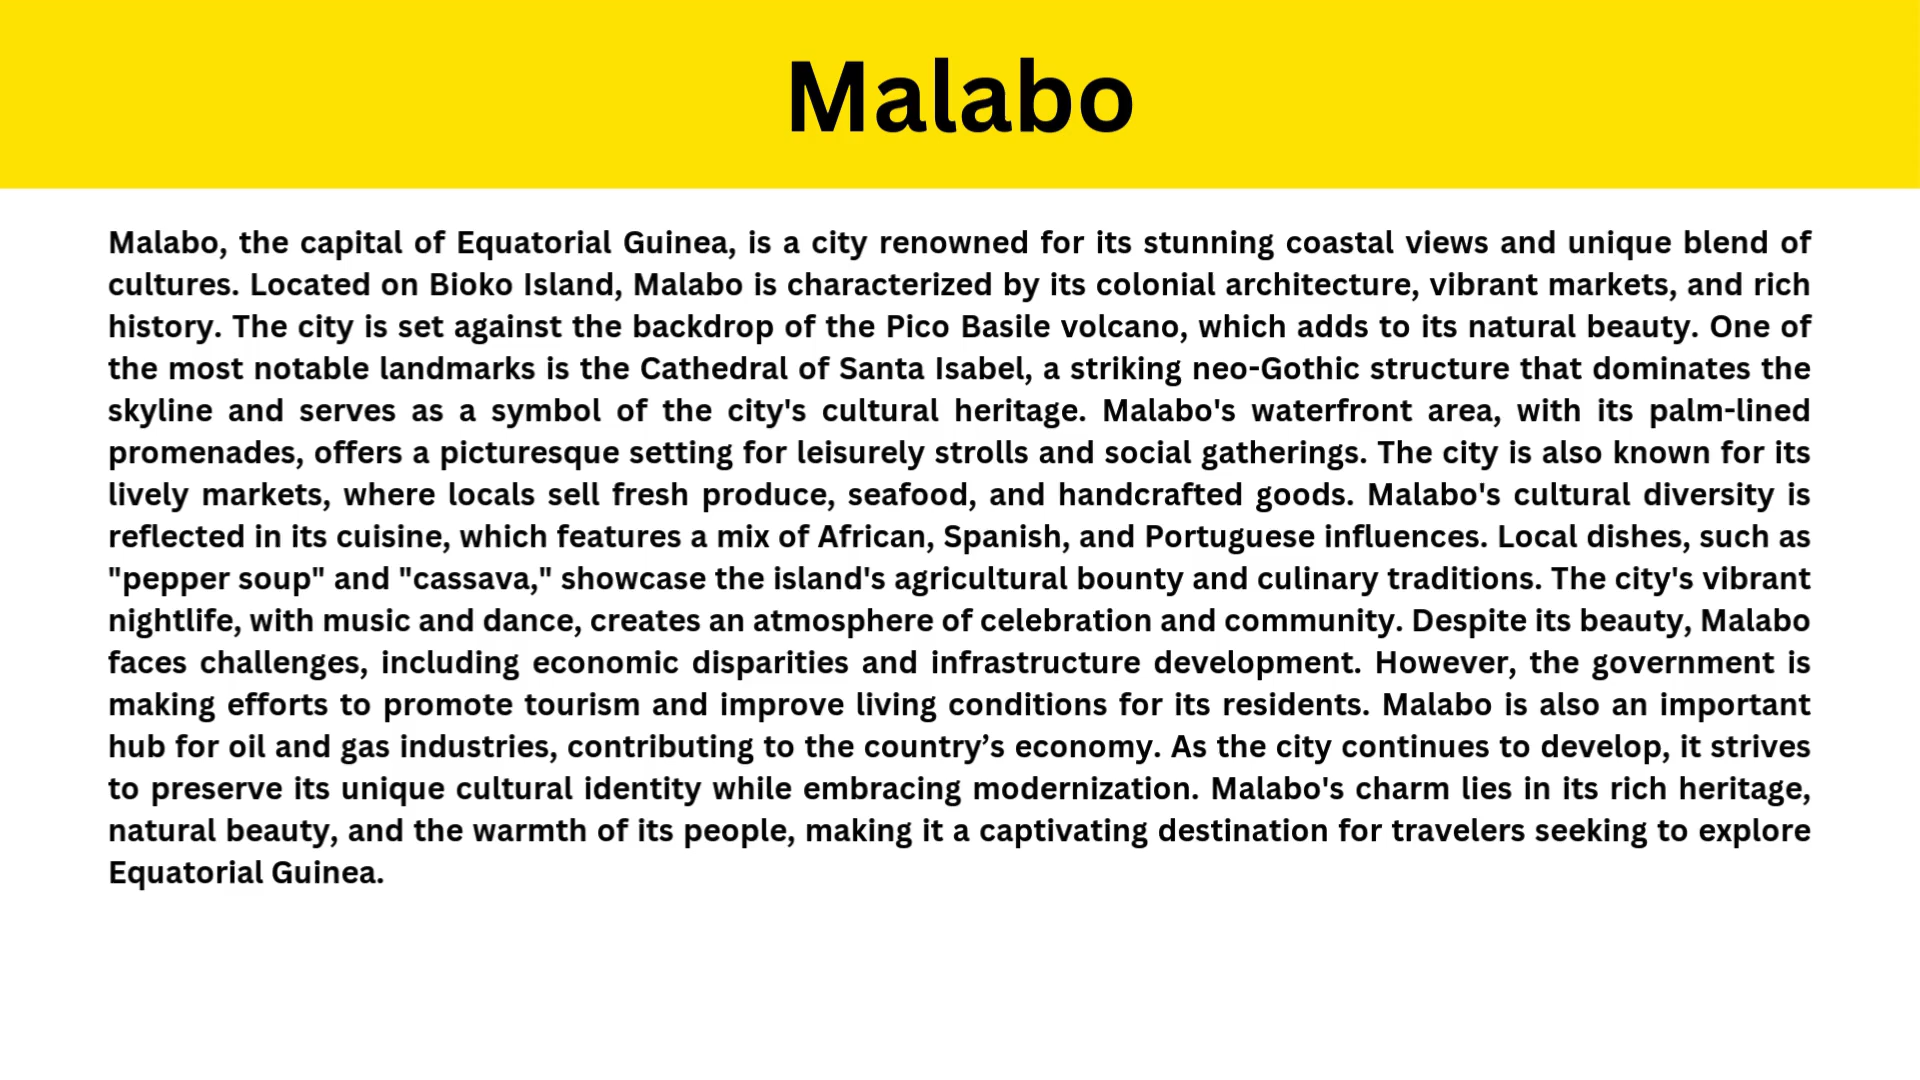 Malabo
Malabo, the capital of Equatorial Guinea, is a city renowned for its stunning coastal views and unique blend of
cultures. Located on Bioko Island, Malabo is characterized by its colonial architecture, vibrant markets, and rich
history. The city is set against the backdrop of the Pico Basile volcano, which adds to its natural beauty. One of
the most notable landmarks is the Cathedral of Santa Isabel, a striking neo-Gothic structure that dominates the
skyline and serves as a symbol of the city's cultural heritage. Malabo's waterfront area, with its palm-lined
promenades, offers a picturesque setting for leisurely strolls and social gatherings. The city is also known for its
lively markets, where locals sell fresh produce, seafood, and handcrafted goods. Malabo's cultural diversity is
reflected in its cuisine, which features a mix of African, Spanish, and Portuguese influences. Local dishes, such as
"pepper soup" and "cassava," showcase the island's agricultural bounty and culinary traditions. The city's vibrant
nightlife, with music and dance, creates an atmosphere of celebration and community. Despite its beauty, Malabo
faces challenges, including economic disparities and infrastructure development. However, the government is
making efforts to promote tourism and improve living conditions for its residents. Malabo is also an important
hub for oil and gas industries, contributing to the country’s economy. As the city continues to develop, it strives
to preserve its unique cultural identity while embracing modernization. Malabo's charm lies in its rich heritage,
natural beauty, and the warmth of its people, making it a captivating destination for travelers seeking to explore
Equatorial Guinea.